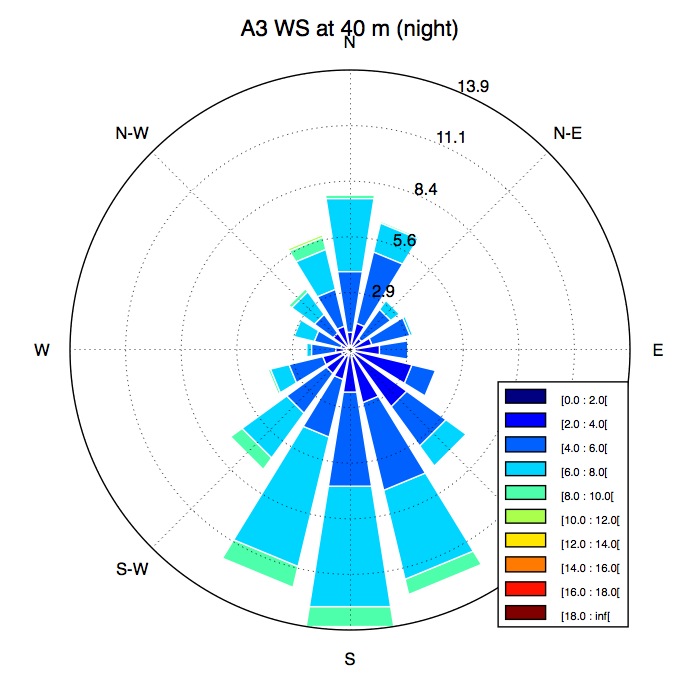 A3 WS at 40 m (night)
N
13.9
N-W
N-E
11.1
8.4
5.6
2.9
W
E
[0.0 : 2.0[
[2.0 : 4.0[
[4.0 : 6.0[
[6.0 : 8.0[
[8.0 : 10.0[
[10.0 : 12.0[
[12.0 : 14.0[
[14.0 : 16.0[
[16.0 : 18.0[
[18.0 : inf[
S-W
S